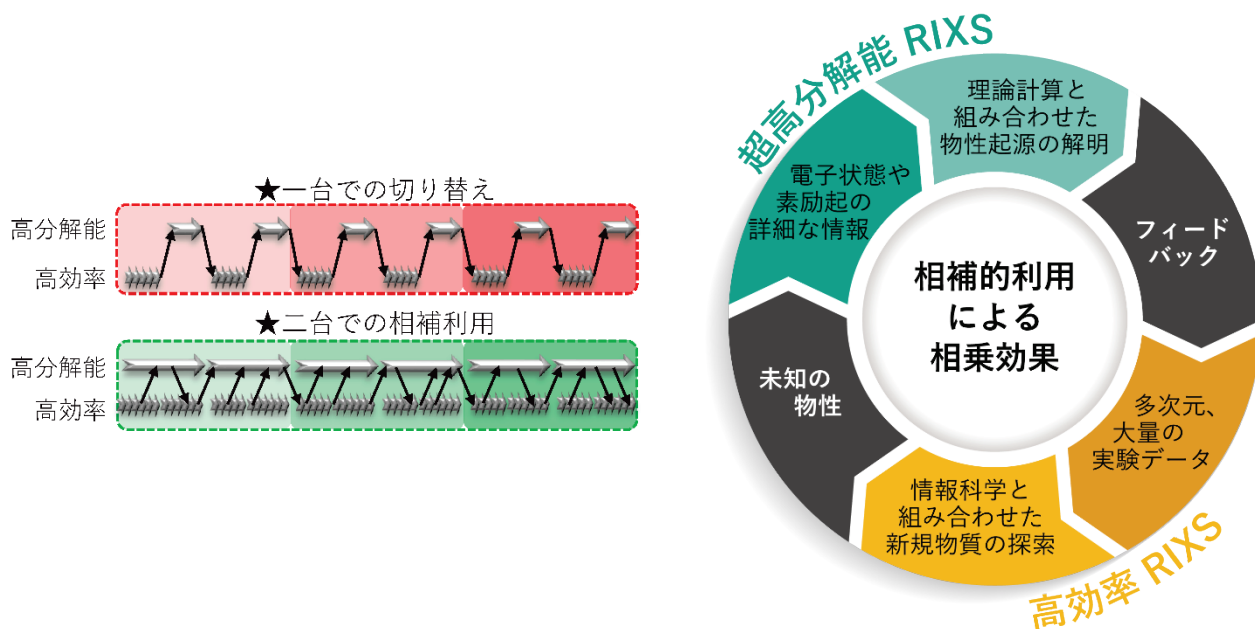 ★一台での切り替え
高分解能
高効率
★二台での相補利用
高分解能
高効率
超高分解能 RIXS
理論計算と
組み合わせた
物性起源の解明
電子状態や
素励起の
詳細な情報
フィード
バック
相補的利用
による
相乗効果
未知の
物性
多次元、
大量の
実験データ
情報科学と
組み合わせた
新規物質の探索
高効率 RIXS